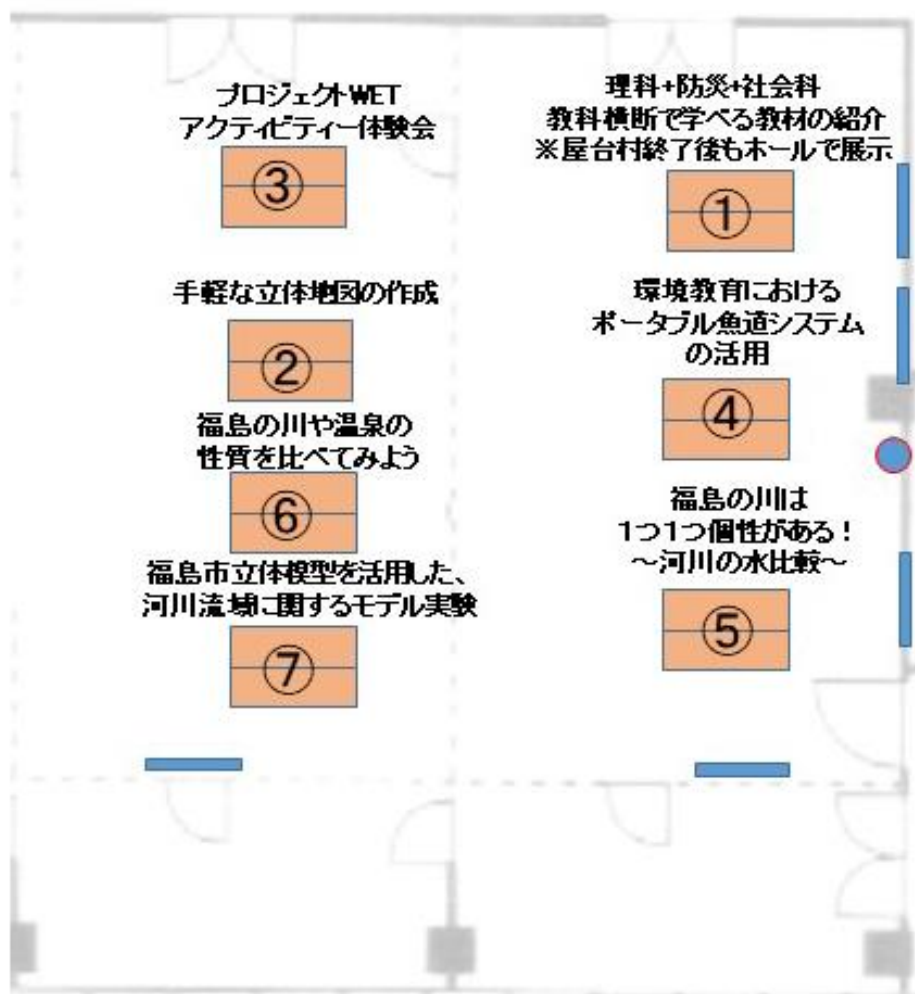 プロジェクトWET
アクティビティー体験会
③
手軽な立体地図の作成
②
福島の川や温泉の
性質を比べてみよう
⑥
福島市立体模型を活用した、
河川流域に関するモデル実験
⑦
理科+防災+社会科
教科横断で学べる教材の紹介
※屋台村終了後もホールで展示
①
環境教育における
ポータブル魚道システム
の活用
④
福島の川は
1つ1つ個性がある！
～河川の水比較～
⑤